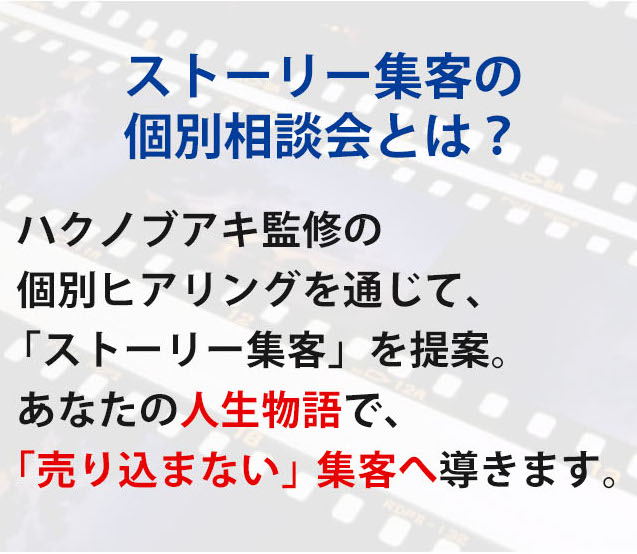 ストーリー集客の
個別相談会とは？
ハクノブアキ監修の
個別ヒアリングを通じて、
「ストーリー集客」を提案。
あなたの人生物語で、
「売り込まない」集客へ導きます。